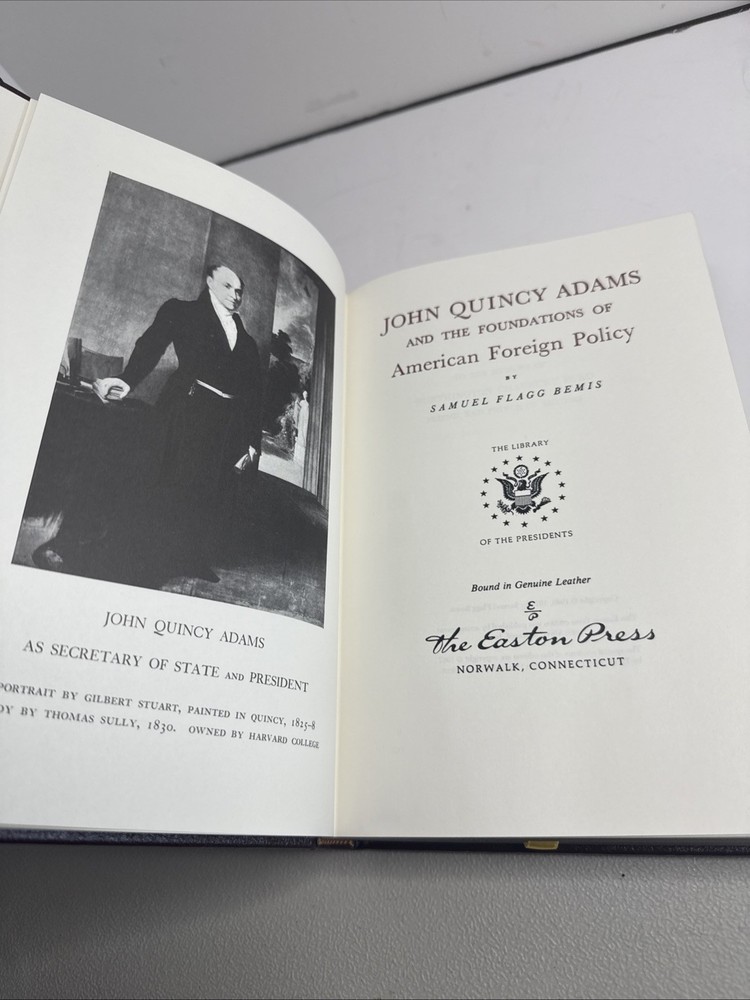 JOHN QUINCY ADAMS
AS SECRETARY OF STATE AND PRESIDENT
PORTRAIT BY GILBERT STUART, PAINTED IN QUINCY, 1825-8
BY THOMAS SULLY, 1830. OWNED BY HARVARD COLLEGE
JOHN QUINCY ADAMS
AND THE FOUNDATIONS OF
American Foreign Policy
BY
SAMUEL FLAGG BEMIS
THE LIBRARY
OF THE PRESIDENTS
Bound in Genuine Leather
The Easton Press
NORWALK, CONNECTICUT